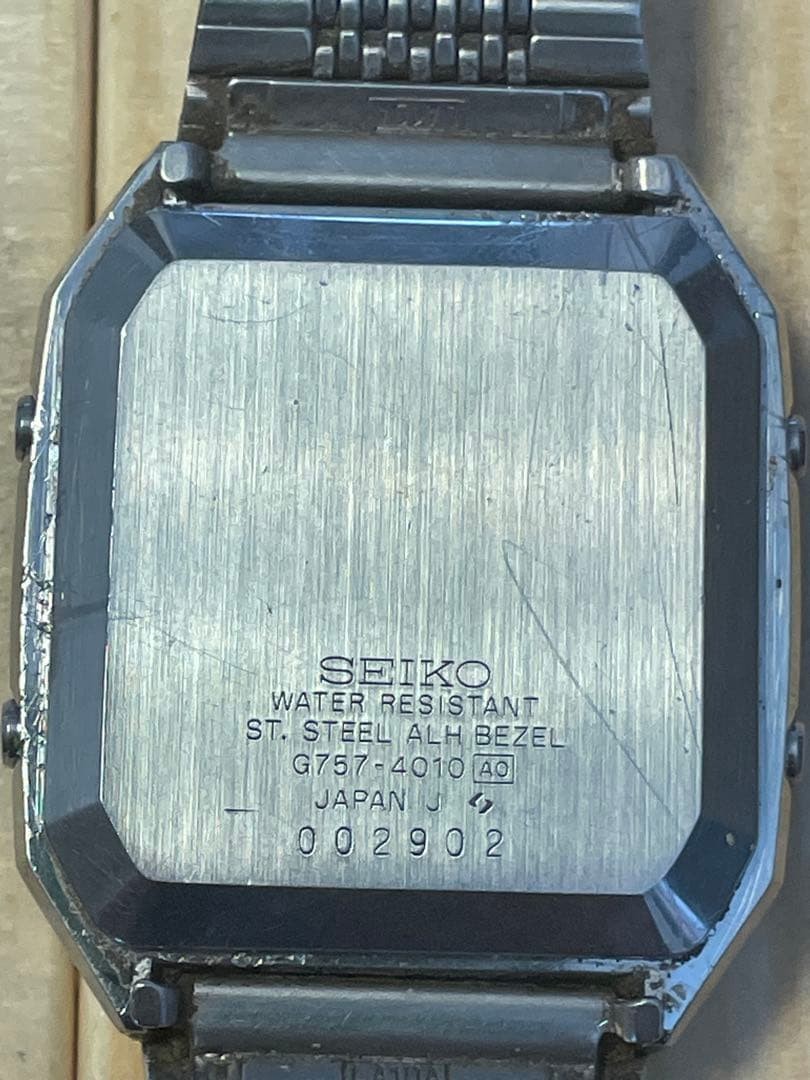 SEIKO
WATER RESISTANT
ST. STEEL ALH BEZEL
G757-4010 A0
JAPAN J
002902